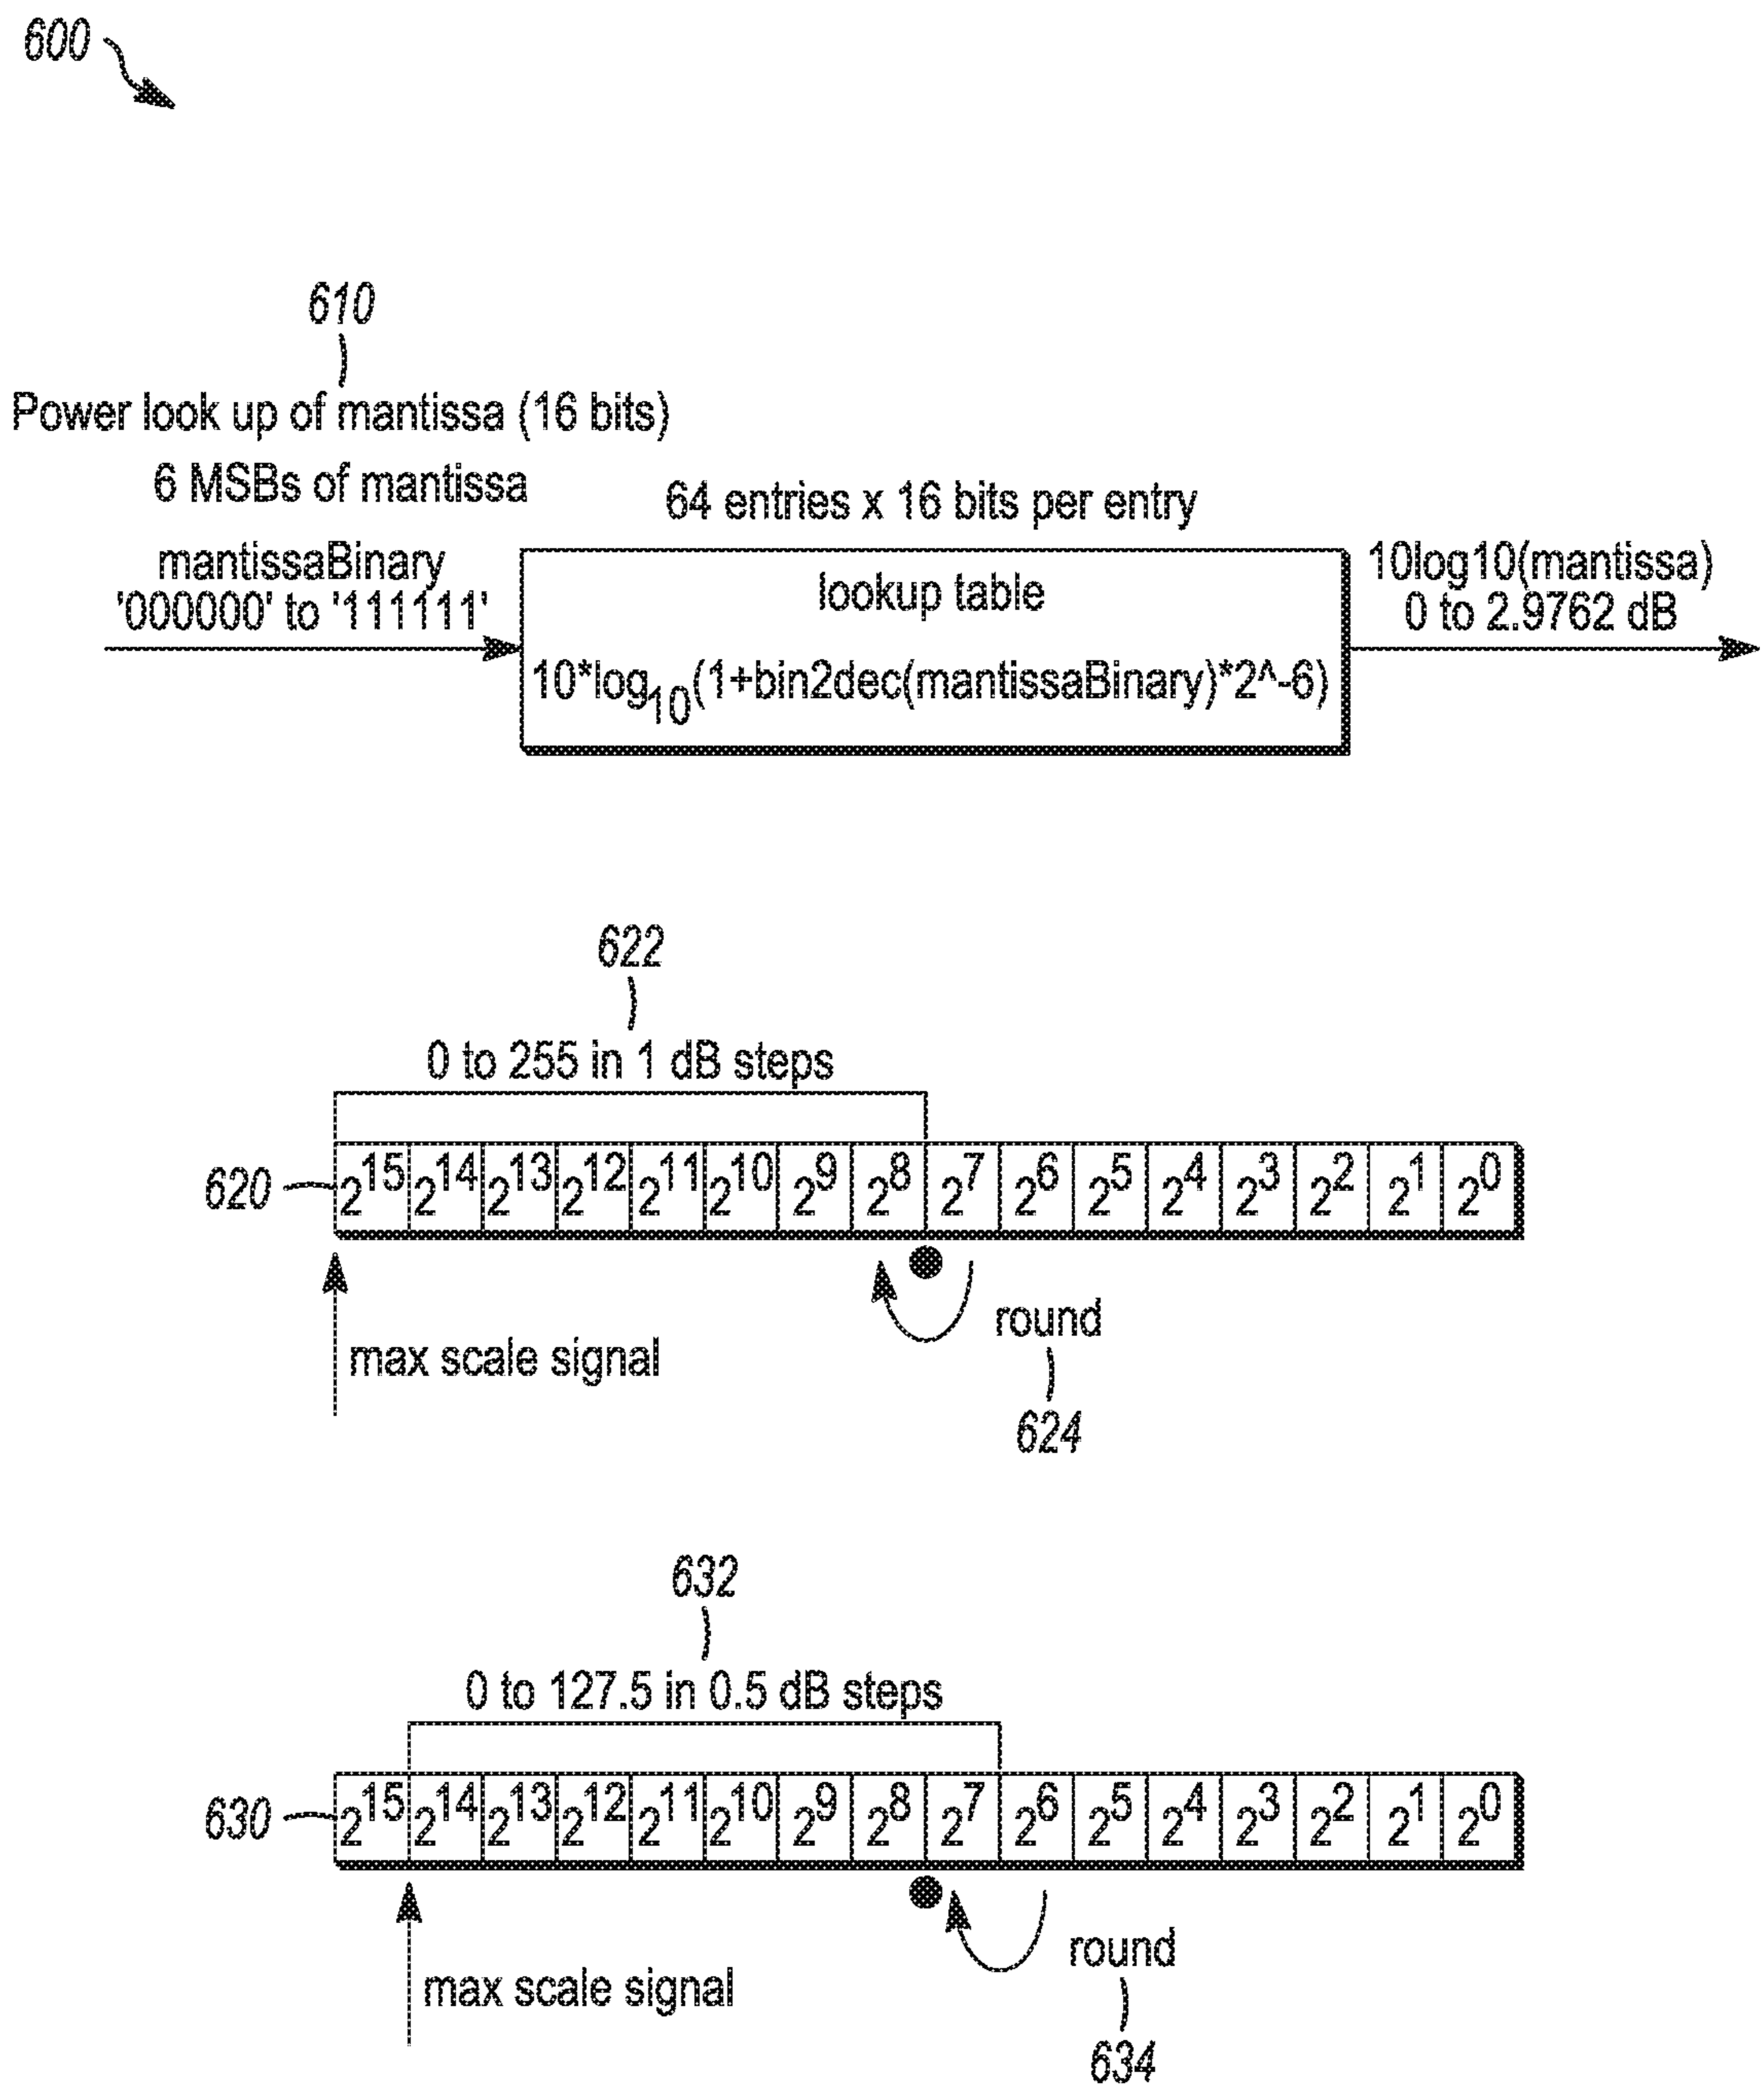 600
610
Power look up of mantissa (16 bits)
6 MSBs of mantissa
64 entries x 16 bits per entry
mantissaBinary
'000000' to '111111'
lookup table
10*log10(1+bin2dec(mantissaBinary)*2^-6)
10log10(mantissa)
0 to 2.9762 dB
622
0 to 255 in 1 dB steps
620
2^15 2^14 2^13 2^12 2^11 2^10 2^9 2^8 2^7 2^6 2^5 2^4 2^3 2^2 2^1 2^0
round
max scale signal
624
632
0 to 127.5 in 0.5 dB steps
630
2^15 2^14 2^13 2^12 2^11 2^10 2^9 2^8 2^7 2^6 2^5 2^4 2^3 2^2 2^1 2^0
round
max scale signal
634